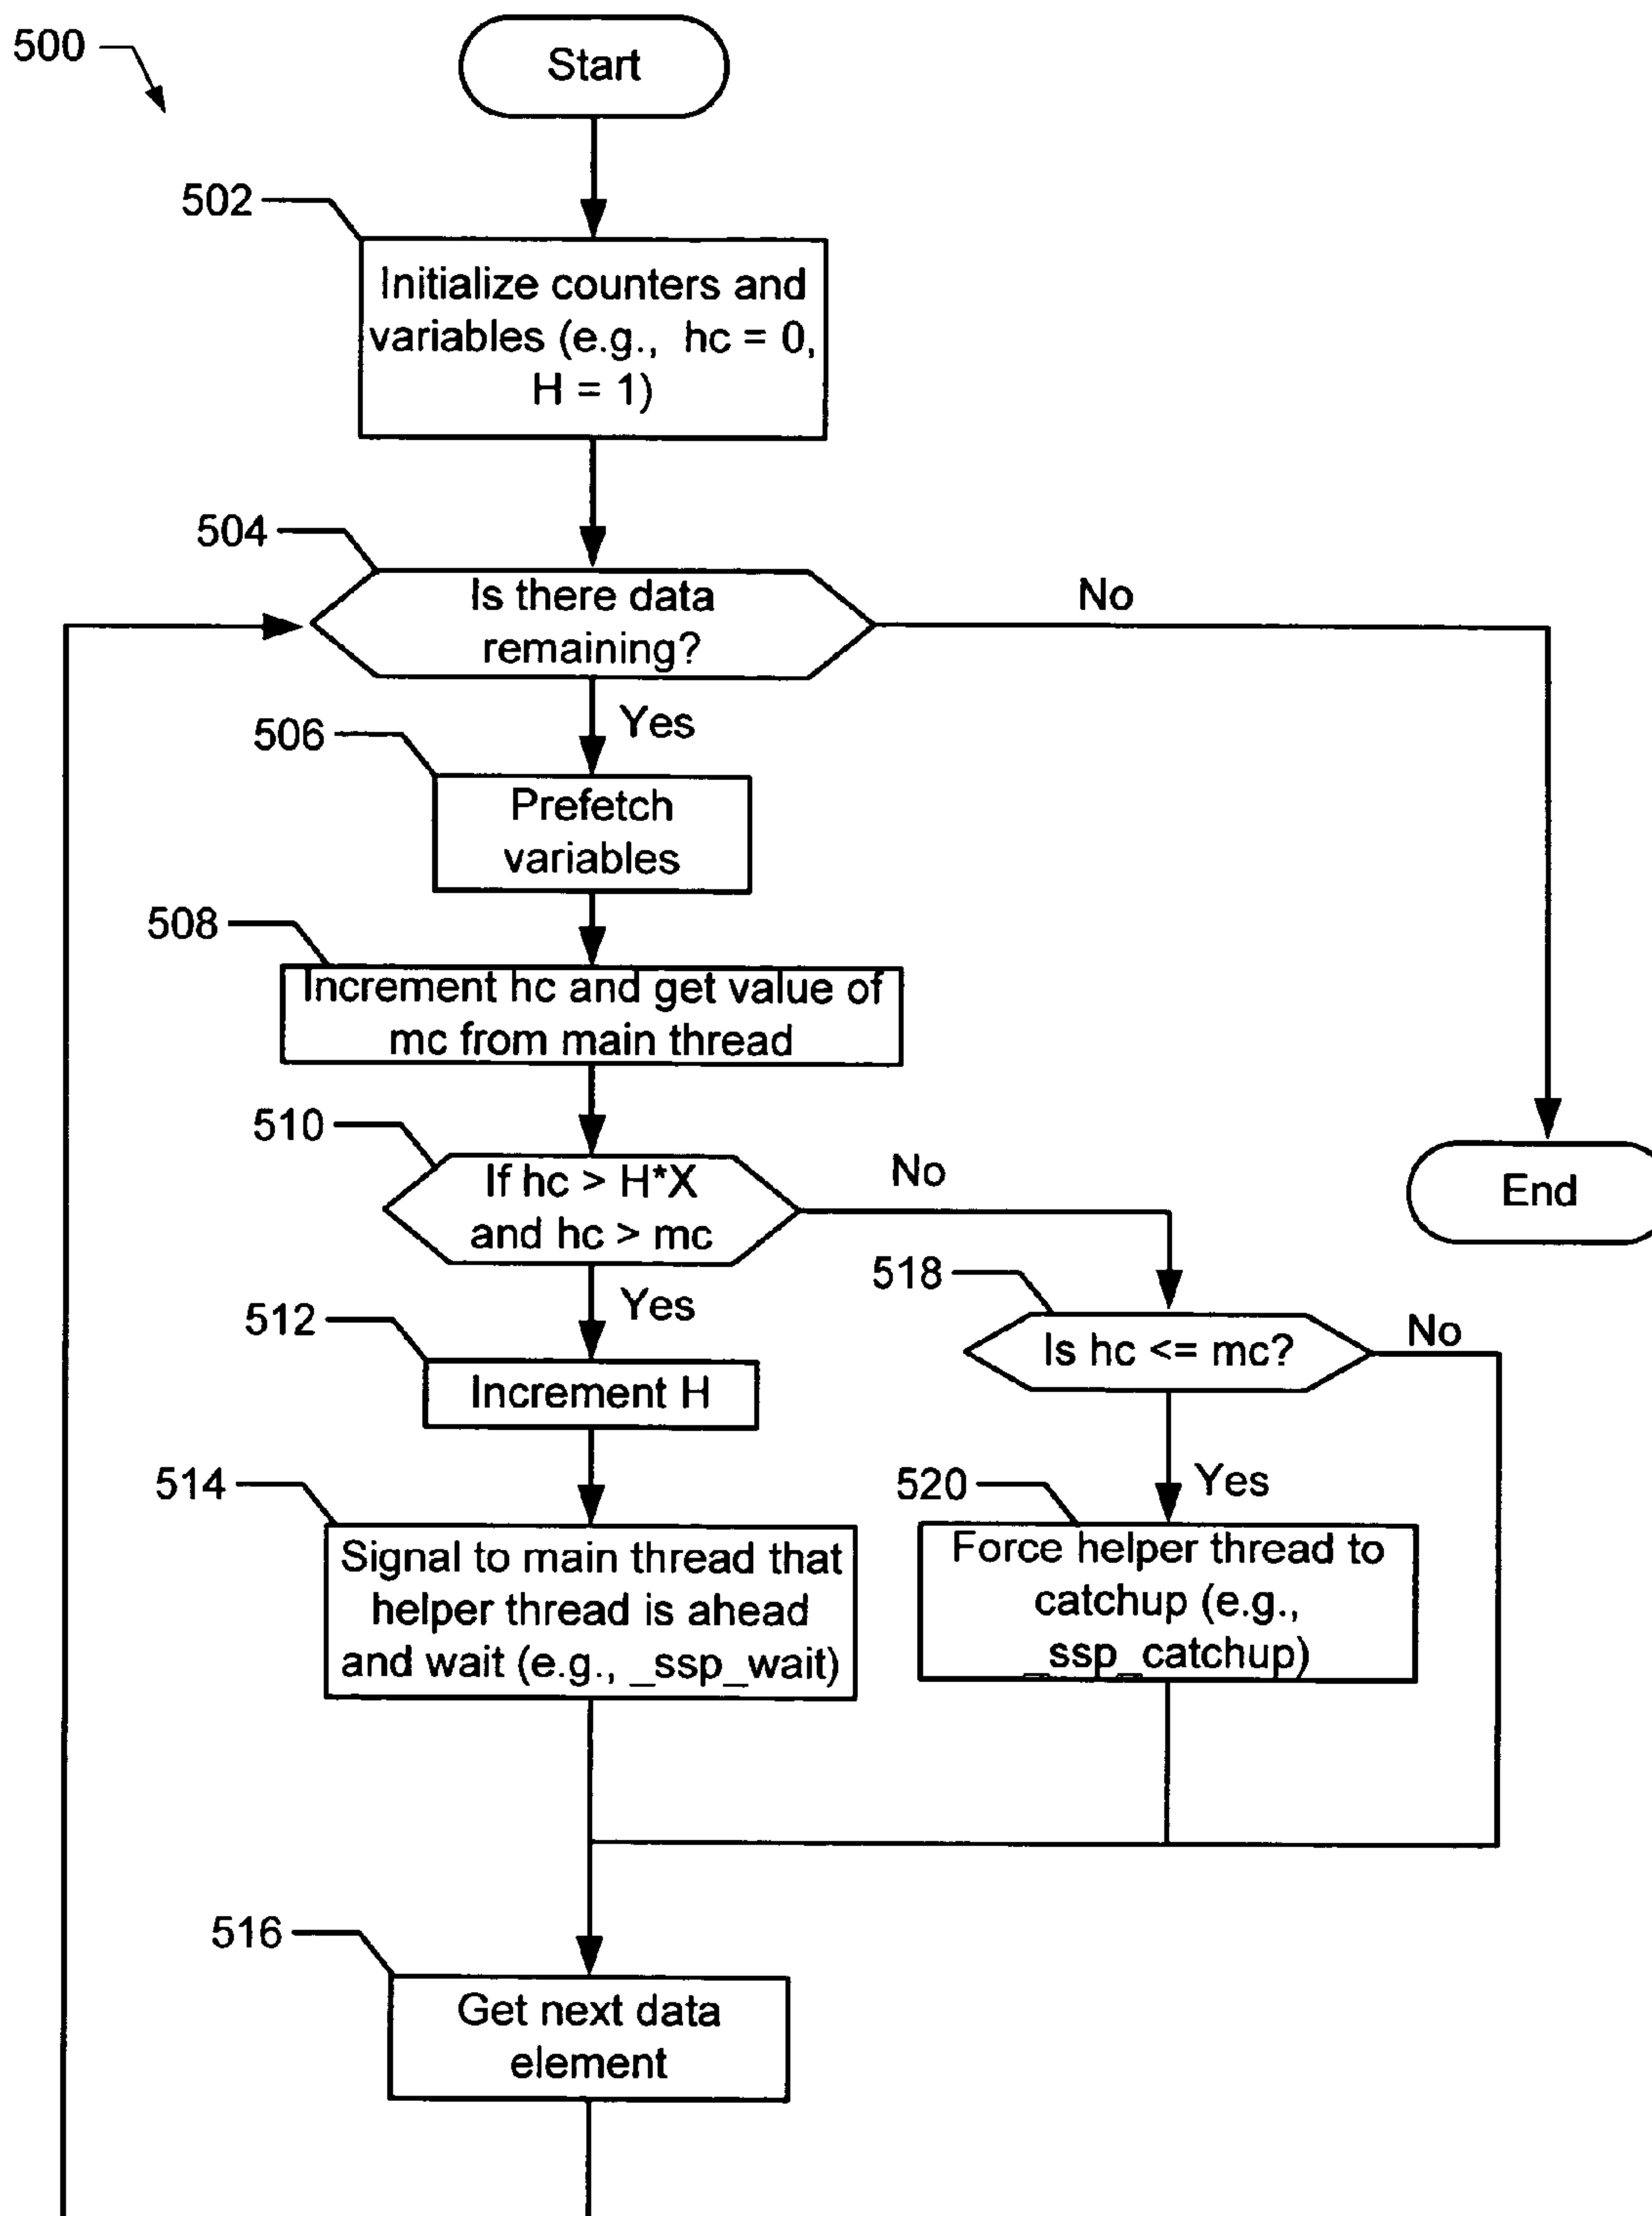 500
Start
502
Initialize counters and
variables (e.g., hc = 0,
H = 1)
504
Is there data
remaining?
No
Yes
506
Prefetch
variables
508
Increment hc and get value of
mc from main thread
510
If hc > H*X
and hc > mc
No
End
518
Is hc <= mc?
No
Yes
512
Increment H
514
Signal to main thread that
helper thread is ahead
and wait (e.g., _ssp_wait)
Yes
520
Force helper thread to
catchup (e.g.,
_ssp_catchup)
516
Get next data
element